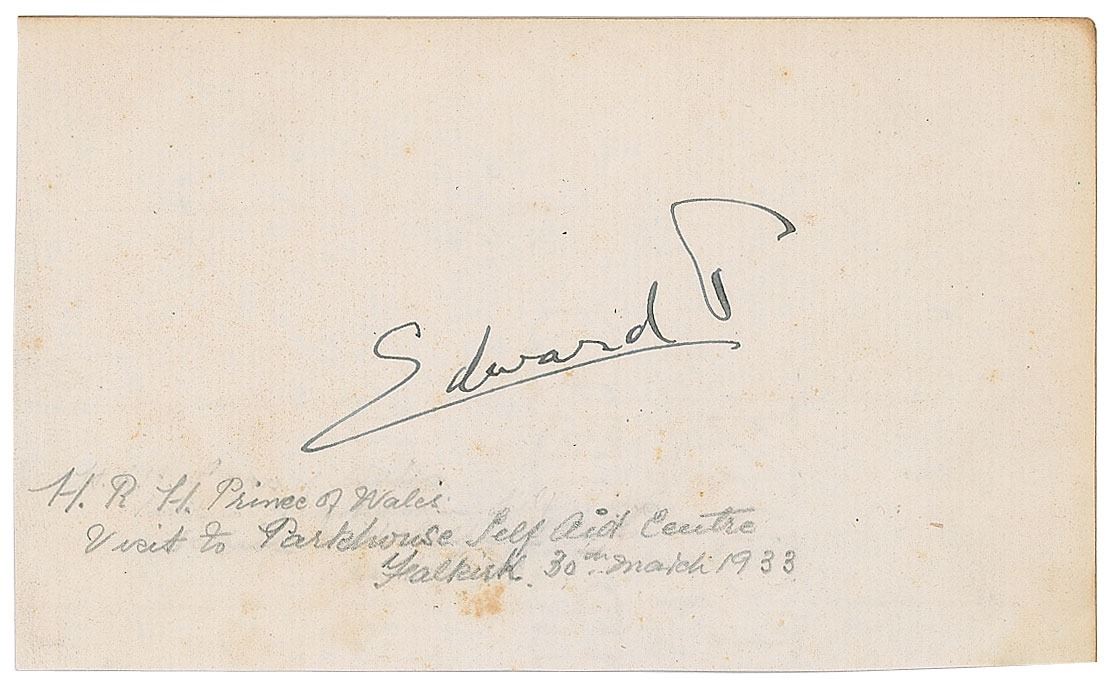 Edward P
H. R. H. Prince of Wales
Visit to Parkhouse Self Aid Centre
Falkirk. 30th March 1933